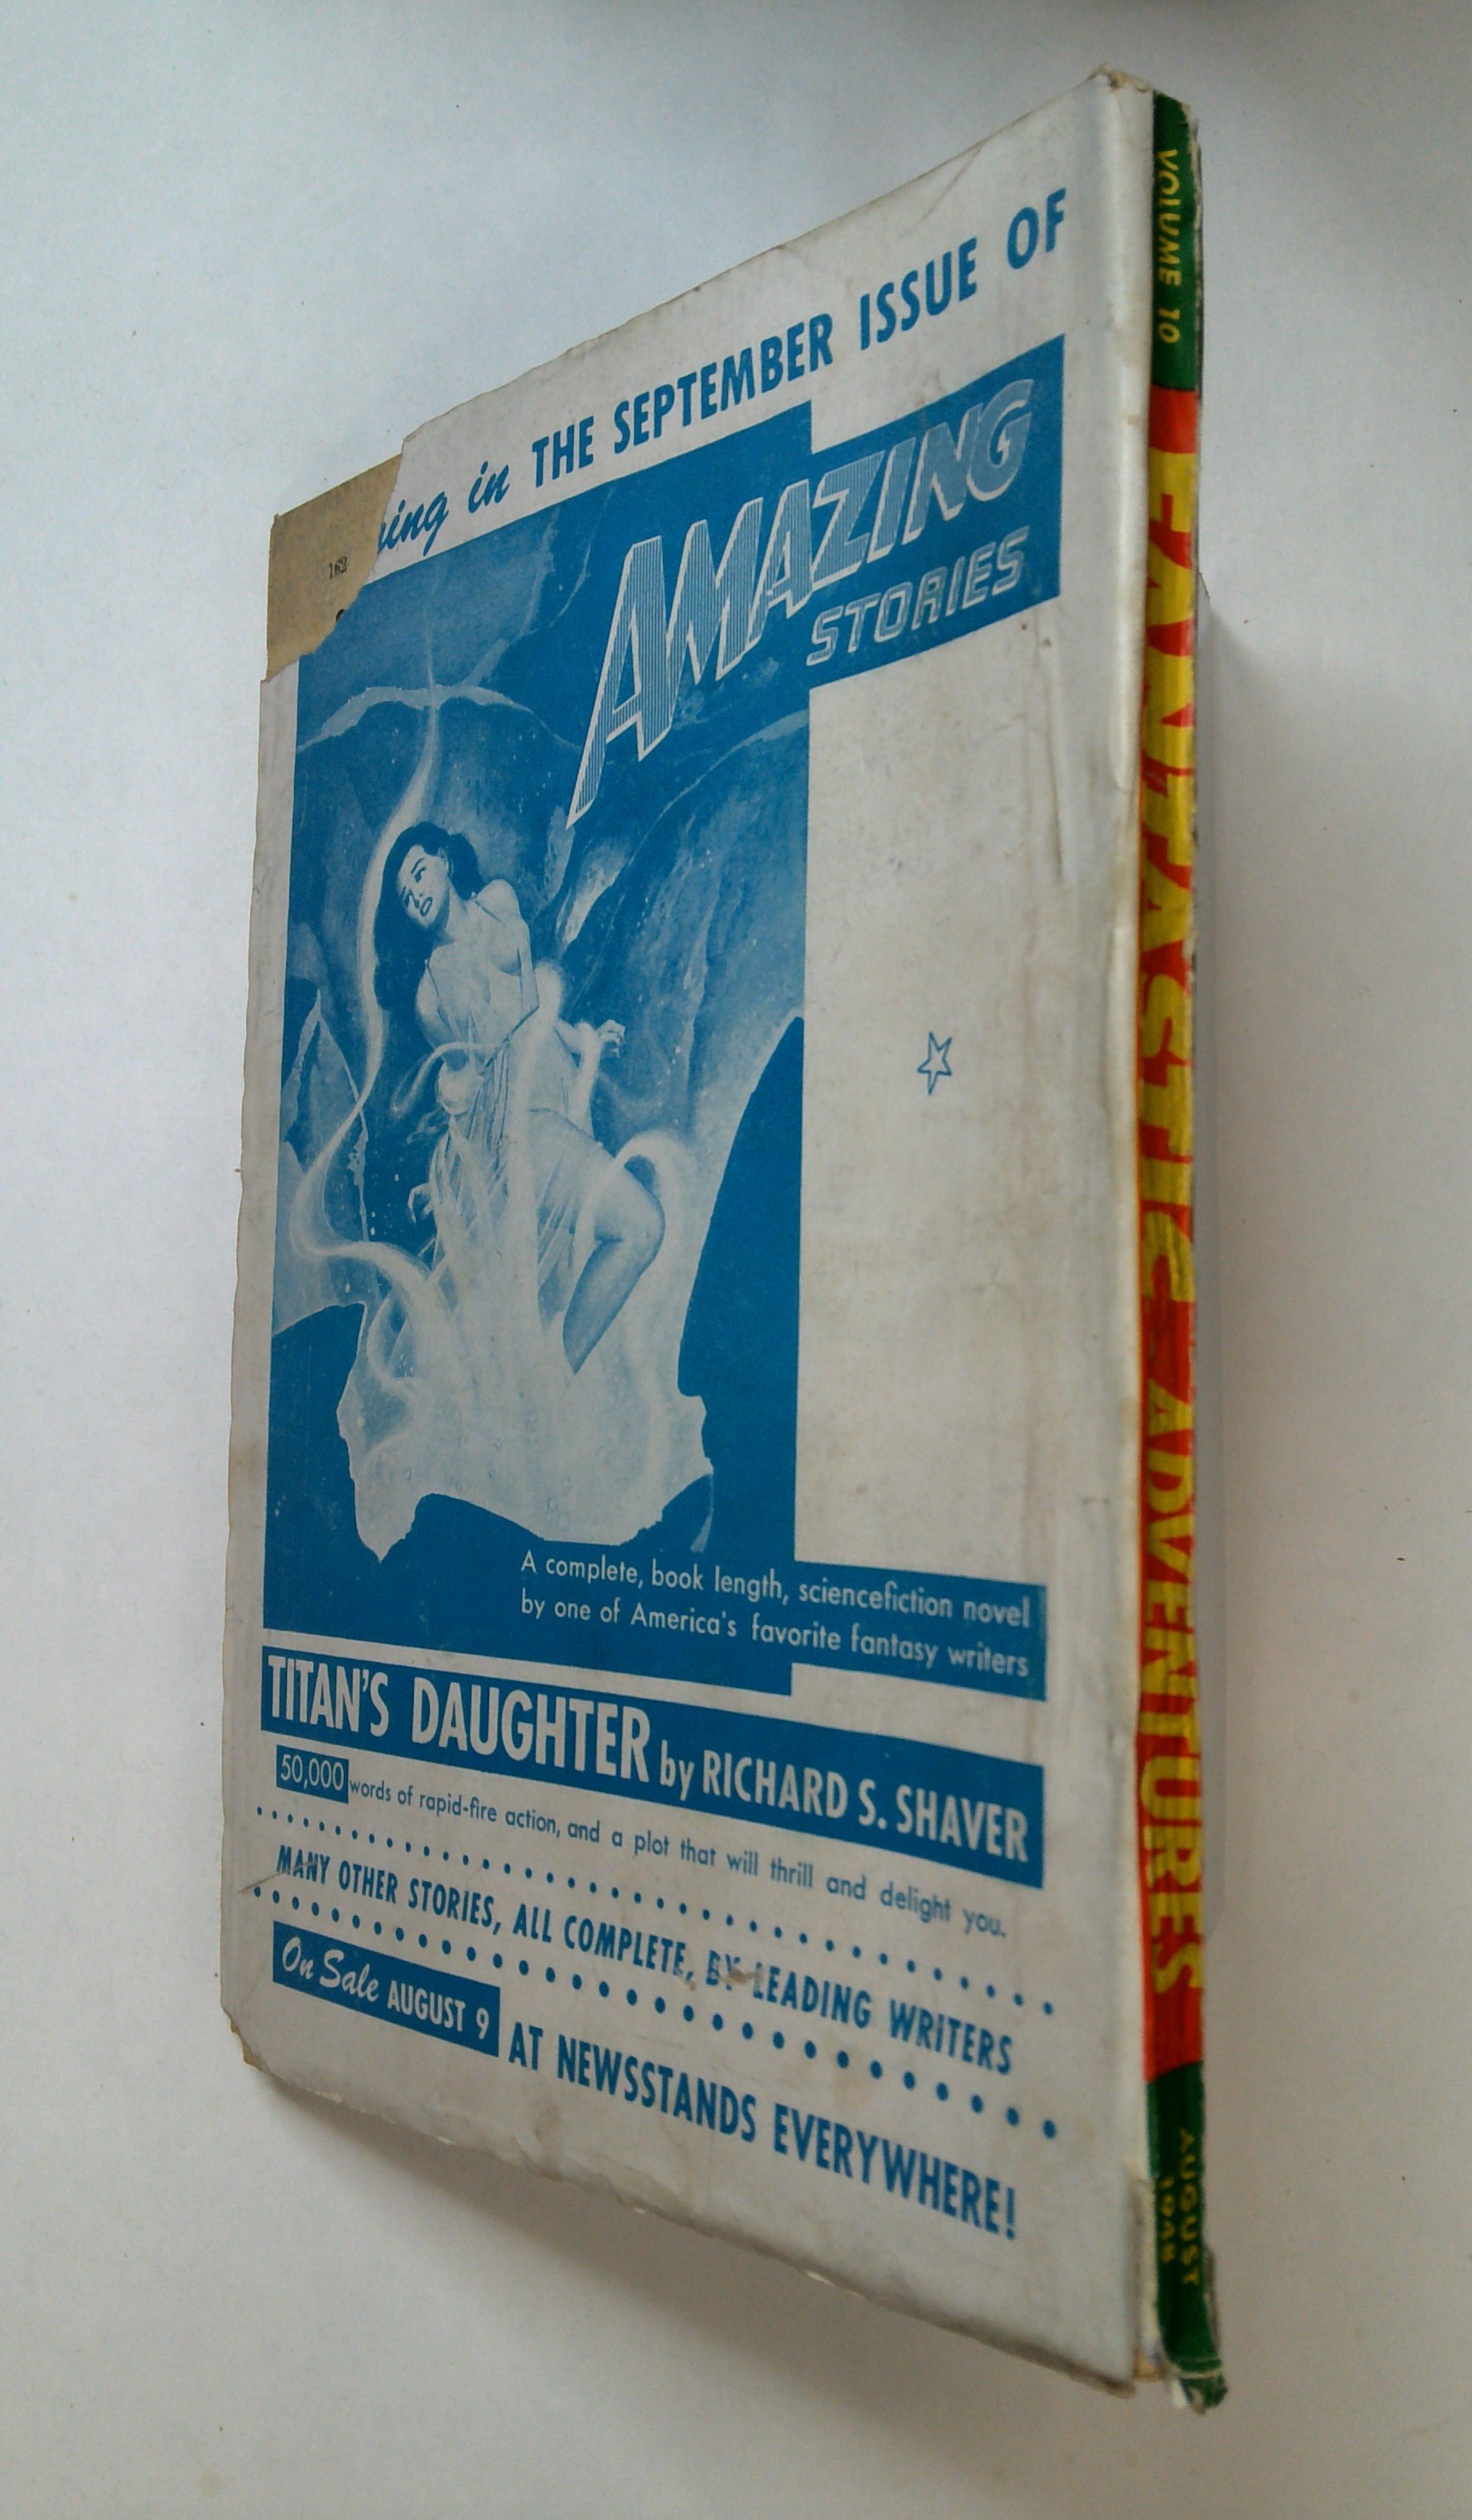 ing in THE SEPTEMBER ISSUE OF
AMAZING
STORIES
162
A complete, book length, sciencefiction novel
by one of America's favorite fantasy writers
TITAN'S DAUGHTER by RICHARD S. SHAVER
50,000 words of rapid-fire action, and a plot that will thrill and delight you.
MANY OTHER STORIES, ALL COMPLETE, BY LEADING WRITERS
On Sale AUGUST 9 AT NEWSSTANDS EVERYWHERE!
VOLUME 10
FANTASTIC ADVENTURES
AUGUST
1948